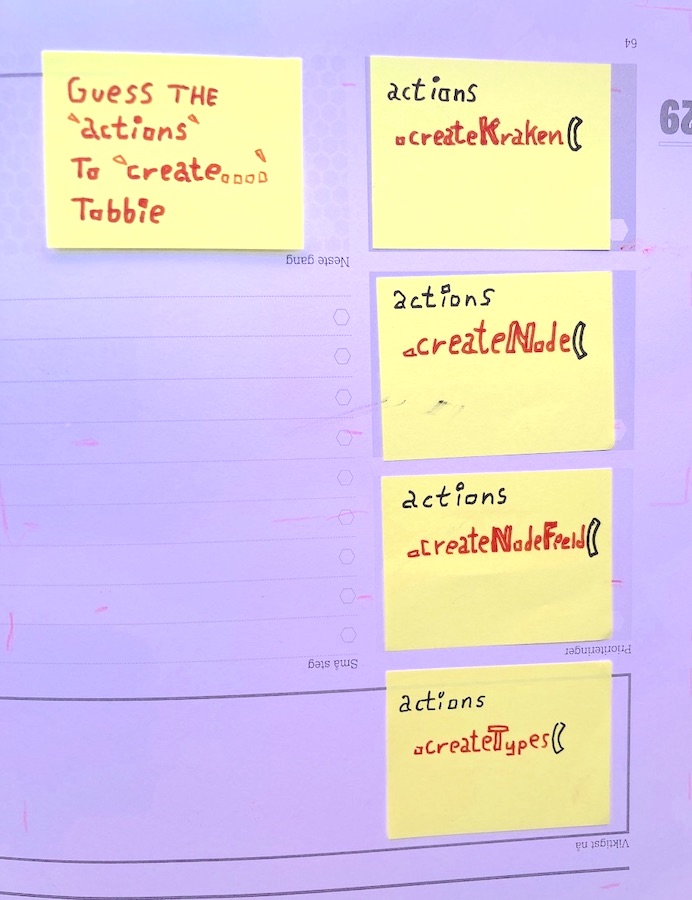 64
29
Guess THE
`actions`
To `create....`
Tabbie
actions
.createKraken(
Neste gang
actions
.createNode(
actions
.createNodeFeeld(
Prioriteringer
Små steg
actions
.createTypes(
Viktigst nå